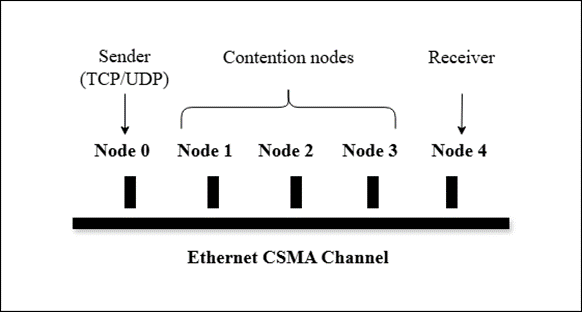 Sender
(TCP/UDP)
Contention nodes
Receiver
Node 0
Node 1
Node 2
Node 3
Node 4
Ethernet CSMA Channel